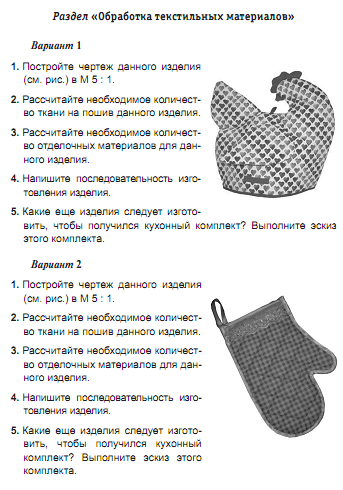 Раздел «Обработка текстильных материалов»
Вариант 1
1. Постройте чертеж данного изделия
(см. рис.) в М 5 : 1.
2. Рассчитайте необходимое количест-
во ткани на пошив данного изделия.
3. Рассчитайте необходимое количест-
во отделочных материалов для дан-
ного изделия.
4. Напишите последовательность изго-
товления изделия.
5. Какие еще изделия следует изгото-
вить, чтобы получился кухонный комплект? Выполните эскиз
этого комплекта.
Вариант 2
1. Постройте чертеж данного изделия
(см. рис.) в М 5 : 1.
2. Рассчитайте необходимое количест-
во ткани на пошив данного изделия.
3. Рассчитайте необходимое количест-
во отделочных материалов для дан-
ного изделия.
4. Напишите последовательность изго-
товления изделия.
5. Какие еще изделия следует изгото-
вить, чтобы получился кухонный
комплект? Выполните эскиз этого
комплекта.